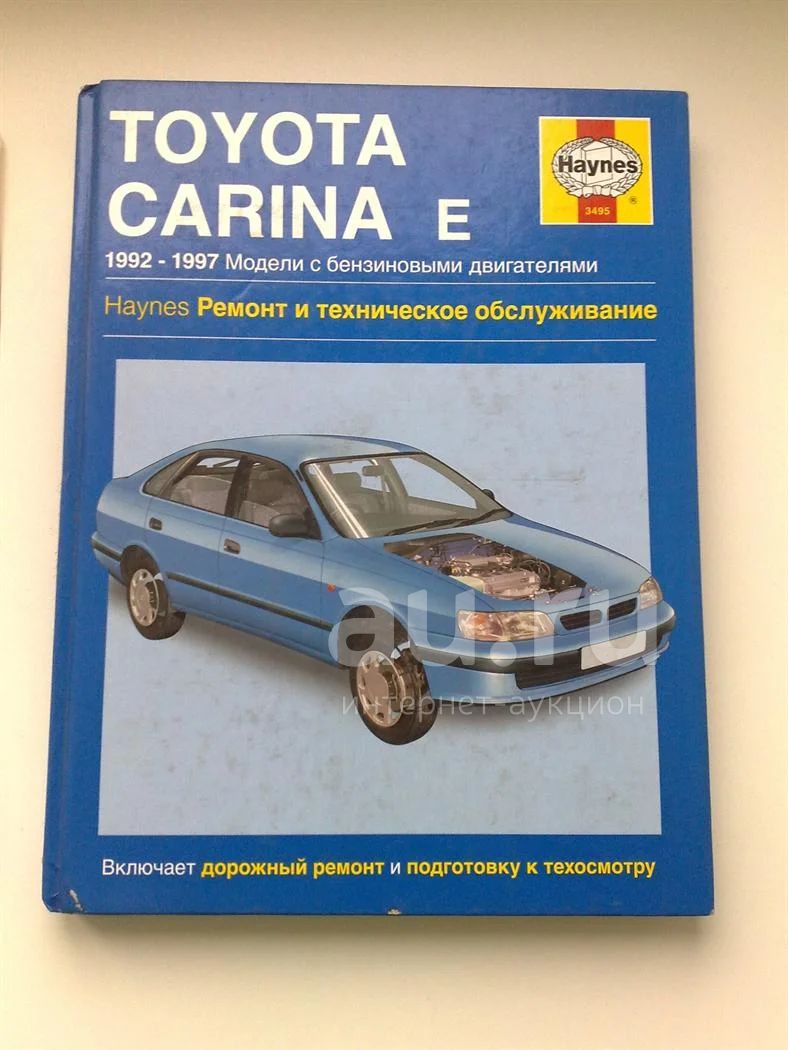 TOYOTA
CARINA E
Haynes
®
3495
1992 - 1997 Модели с бензиновыми двигателями
Haynes Ремонт и техническое обслуживание
au.ru
интернет-аукцион
Включает дорожный ремонт и подготовку к техосмотру